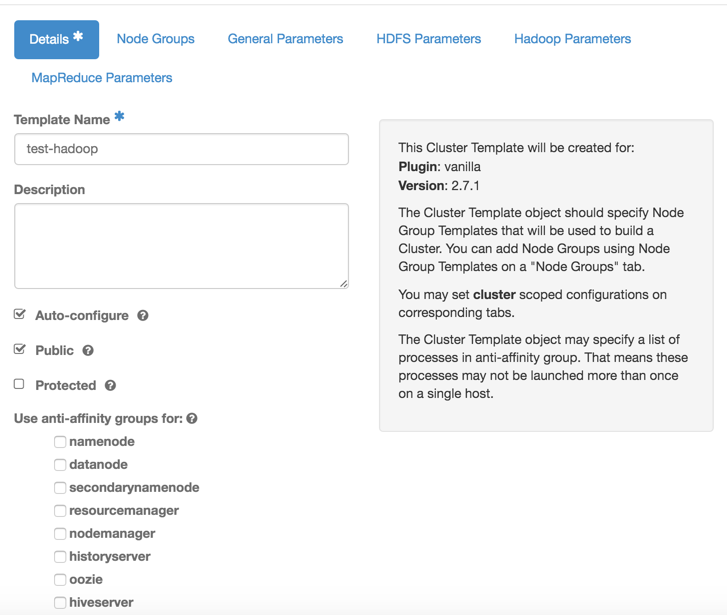 Details *
Node Groups
General Parameters
HDFS Parameters
Hadoop Parameters
MapReduce Parameters
Template Name *
test-hadoop
Description
Auto-configure ?
Public ?
Protected ?
Use anti-affinity groups for: ?
namenode
datanode
secondarynamenode
resourcemanager
nodemanager
historyserver
oozie
hiveserver
This Cluster Template will be created for:
Plugin: vanilla
Version: 2.7.1
The Cluster Template object should specify Node
Group Templates that will be used to build a
Cluster. You can add Node Groups using Node
Group Templates on a "Node Groups" tab.
You may set cluster scoped configurations on
corresponding tabs.
The Cluster Template object may specify a list of
processes in anti-affinity group. That means these
processes may not be launched more than once
on a single host.